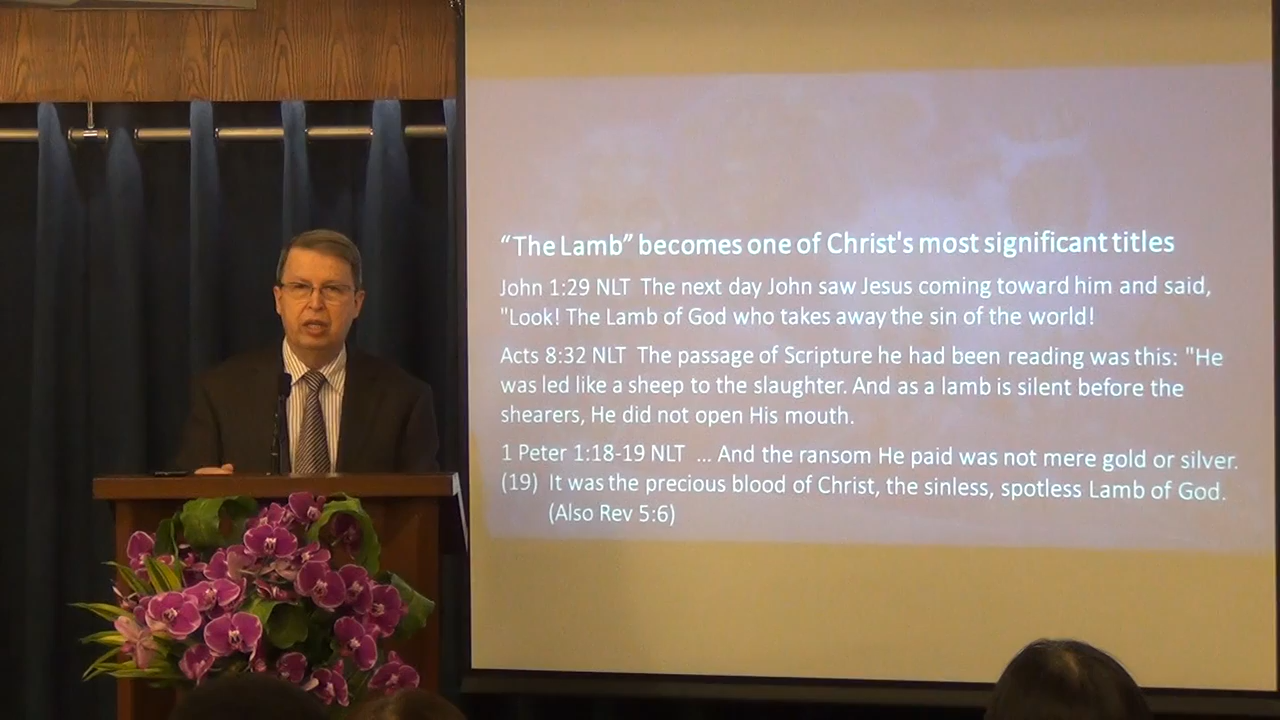 “The Lamb” becomes one of Christ's most significant titles
John 1:29 NLT The next day John saw Jesus coming toward him and said,
"Look! The Lamb of God who takes away the sin of the world!
Acts 8:32 NLT The passage of Scripture he had been reading was this: "He
was led like a sheep to the slaughter. And as a lamb is silent before the
shearers, He did not open His mouth.
1 Peter 1:18-19 NLT ... And the ransom He paid was not mere gold or silver.
(19) It was the precious blood of Christ, the sinless, spotless Lamb of God.
(Also Rev 5:6)